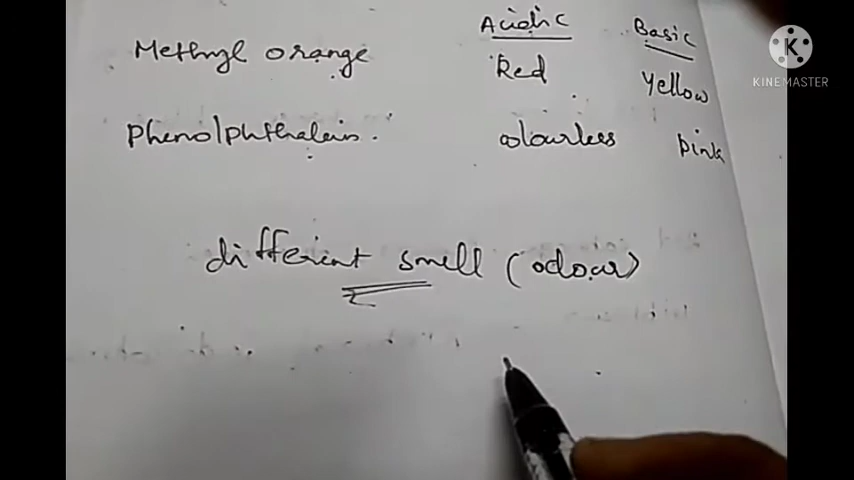 Acidic Basic
Methyl orange Red Yellow
Phenolphthalein. colourless pink
different smell (odour)
K
KINEMASTER